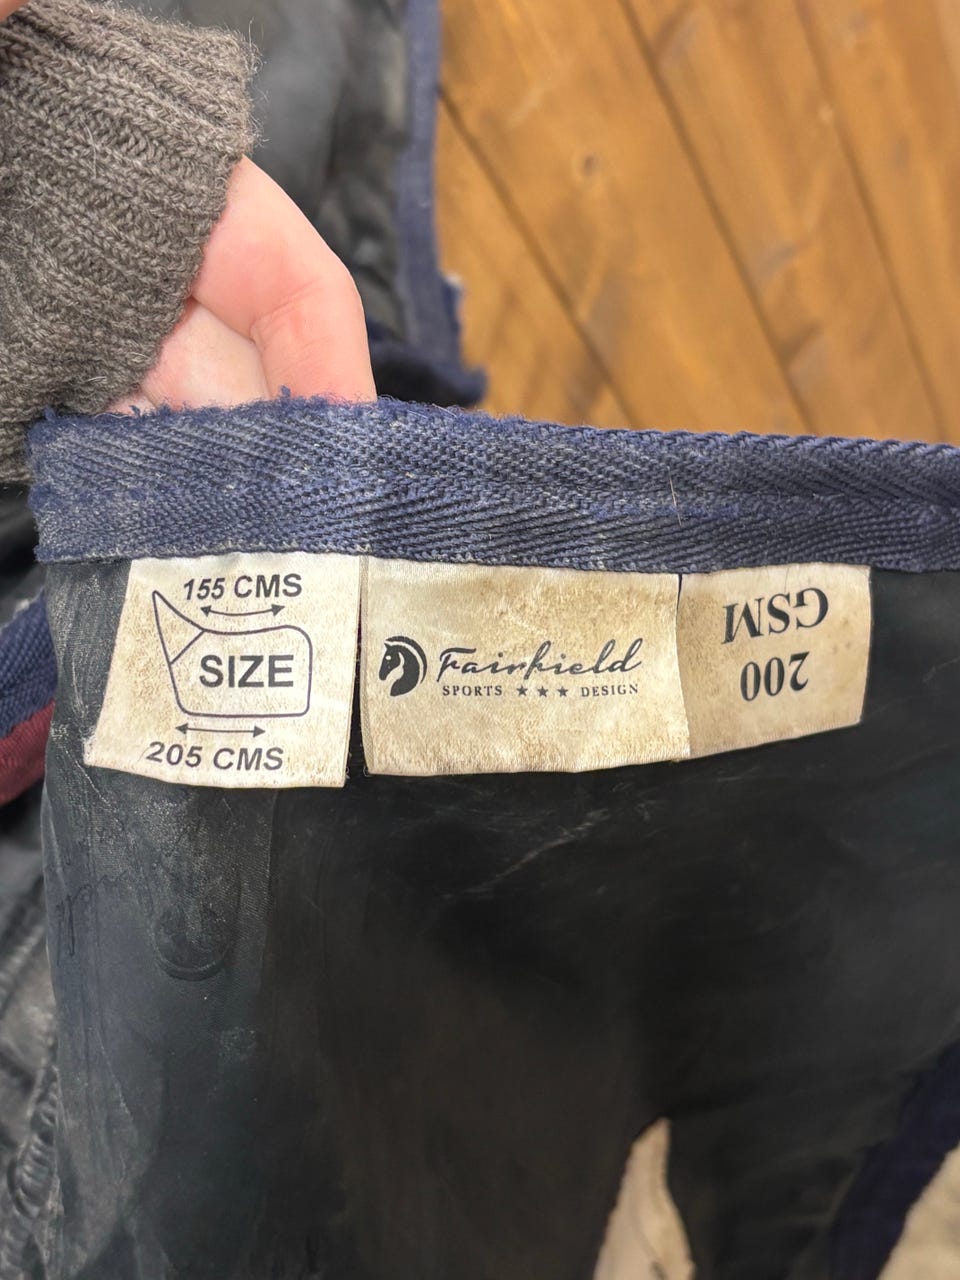 155 CMS
SIZE
205 CMS
Fairfield
SPORTS ★★★ DESIGN
200
GSM